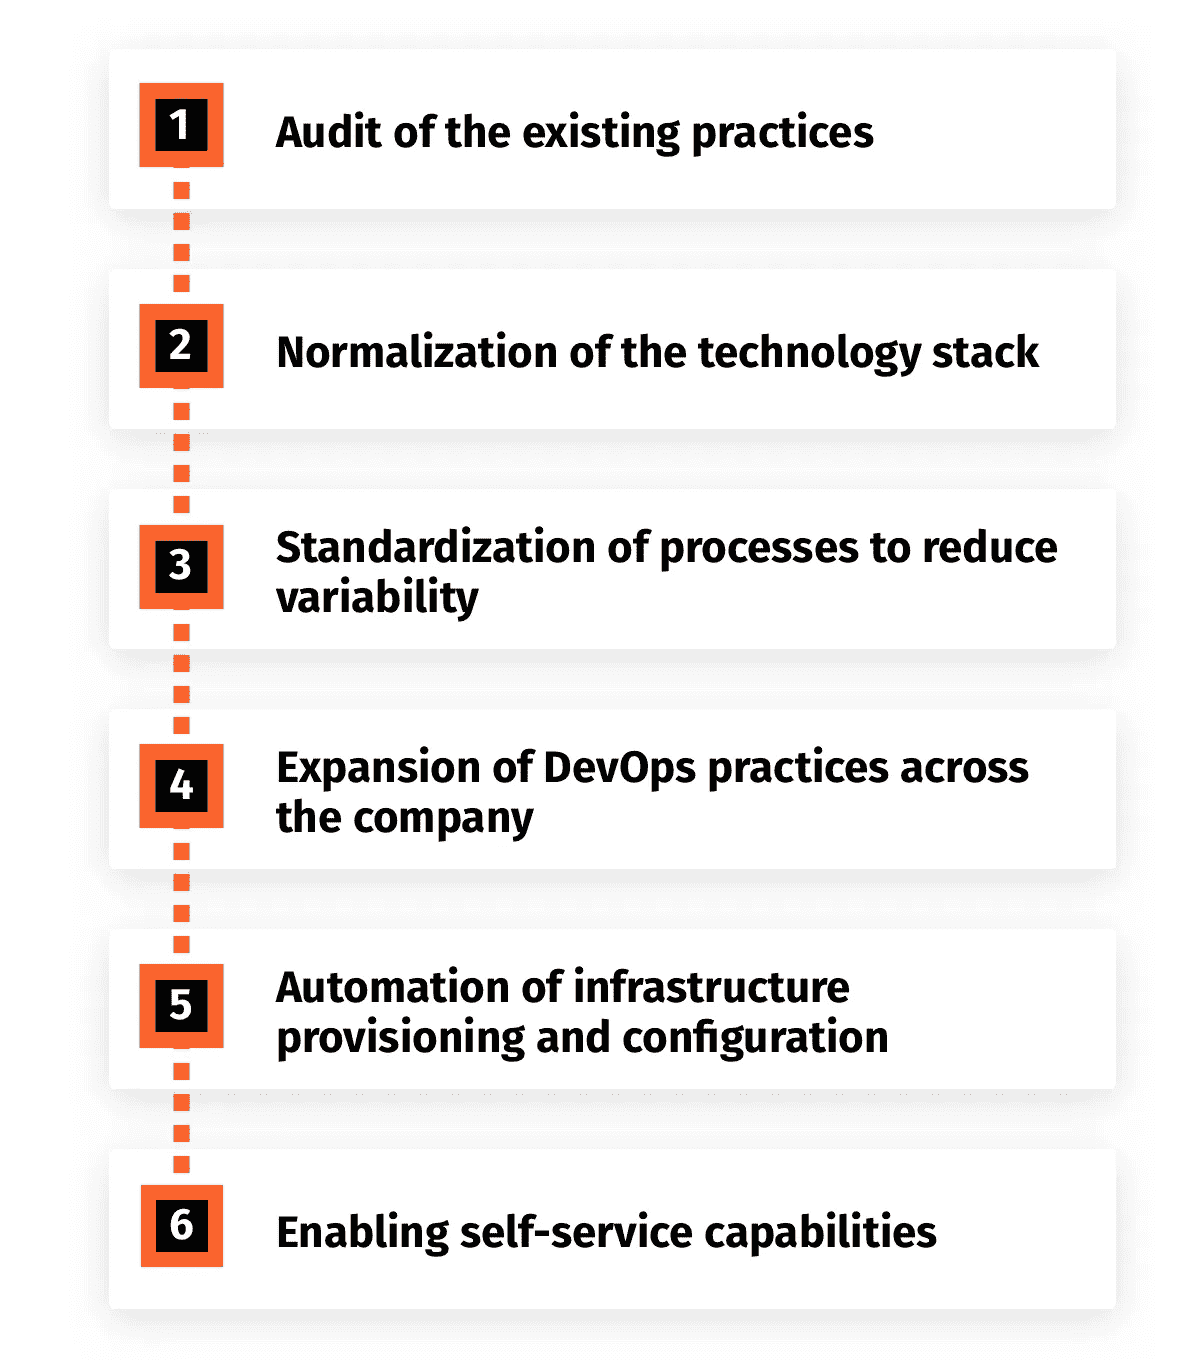 1
Audit of the existing practices
2
Normalization of the technology stack
3
Standardization of processes to reduce
variability
4
Expansion of DevOps practices across
the company
5
Automation of infrastructure
provisioning and configuration
6
Enabling self-service capabilities